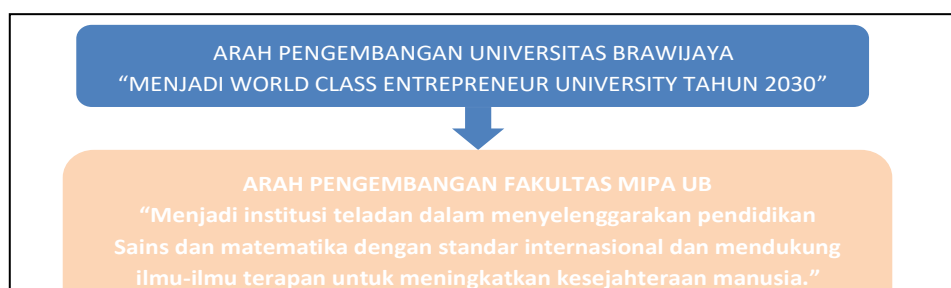 ARAH PENGEMBANGAN UNIVERSITAS BRAWIJAYA
“MENJADI WORLD CLASS ENTREPRENEUR UNIVERSITY TAHUN 2030”
ARAH PENGEMBANGAN FAKULTAS MIPA UB
“Menjadi institusi teladan dalam menyelenggarakan pendidikan
Sains dan matematika dengan standar internasional dan mendukung
ilmu-ilmu terapan untuk meningkatkan kesejahteraan manusia.”